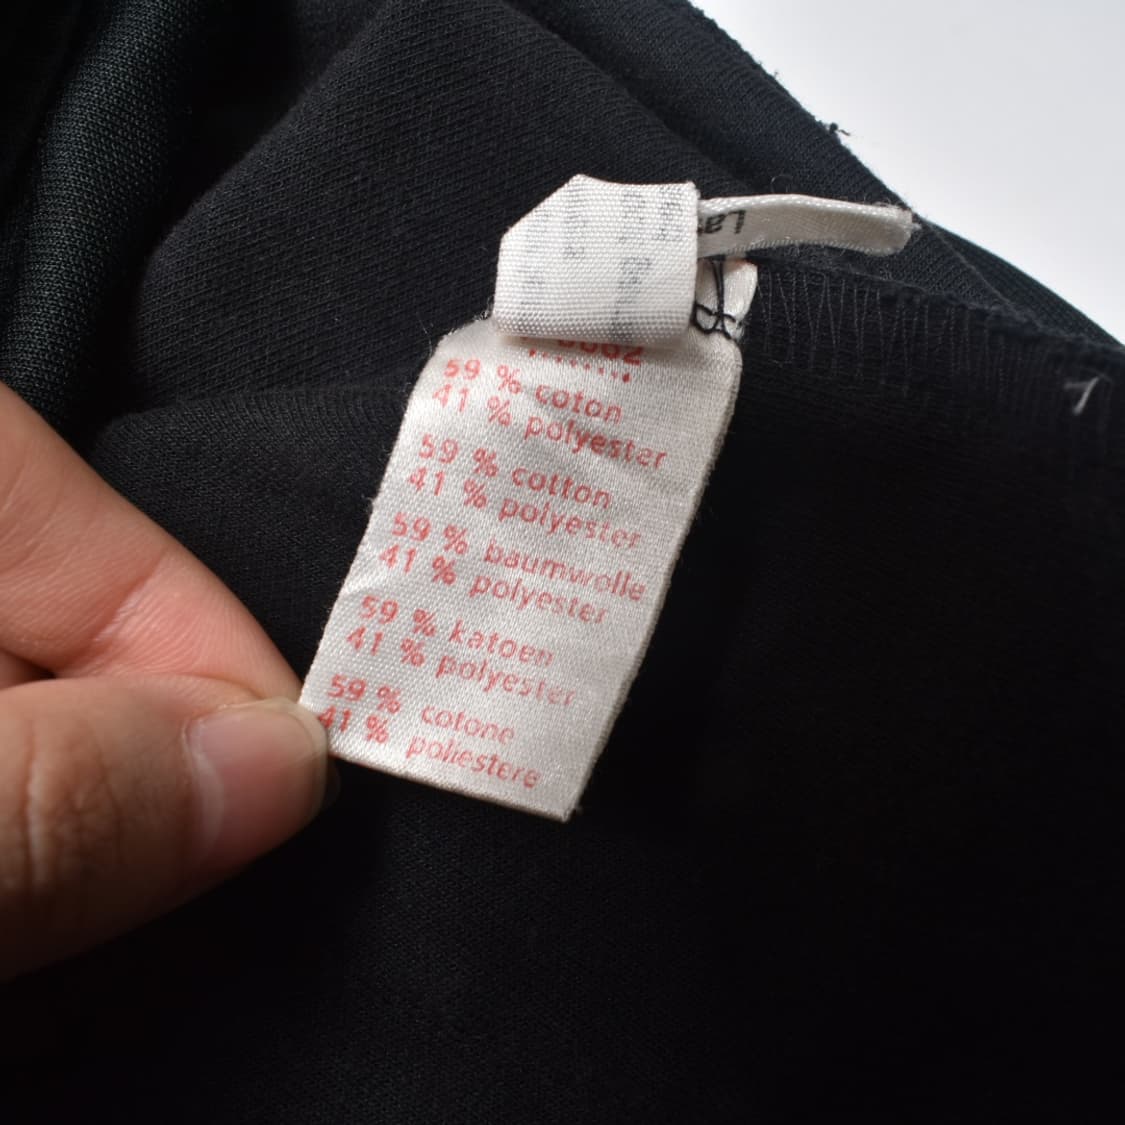 59 % coton
41 % polyester
59 % cotton
41 % polyester
59 % baumwolle
41 % polyester
59 % katoen
41 % polyester
59 % cotone
41 % poliestere